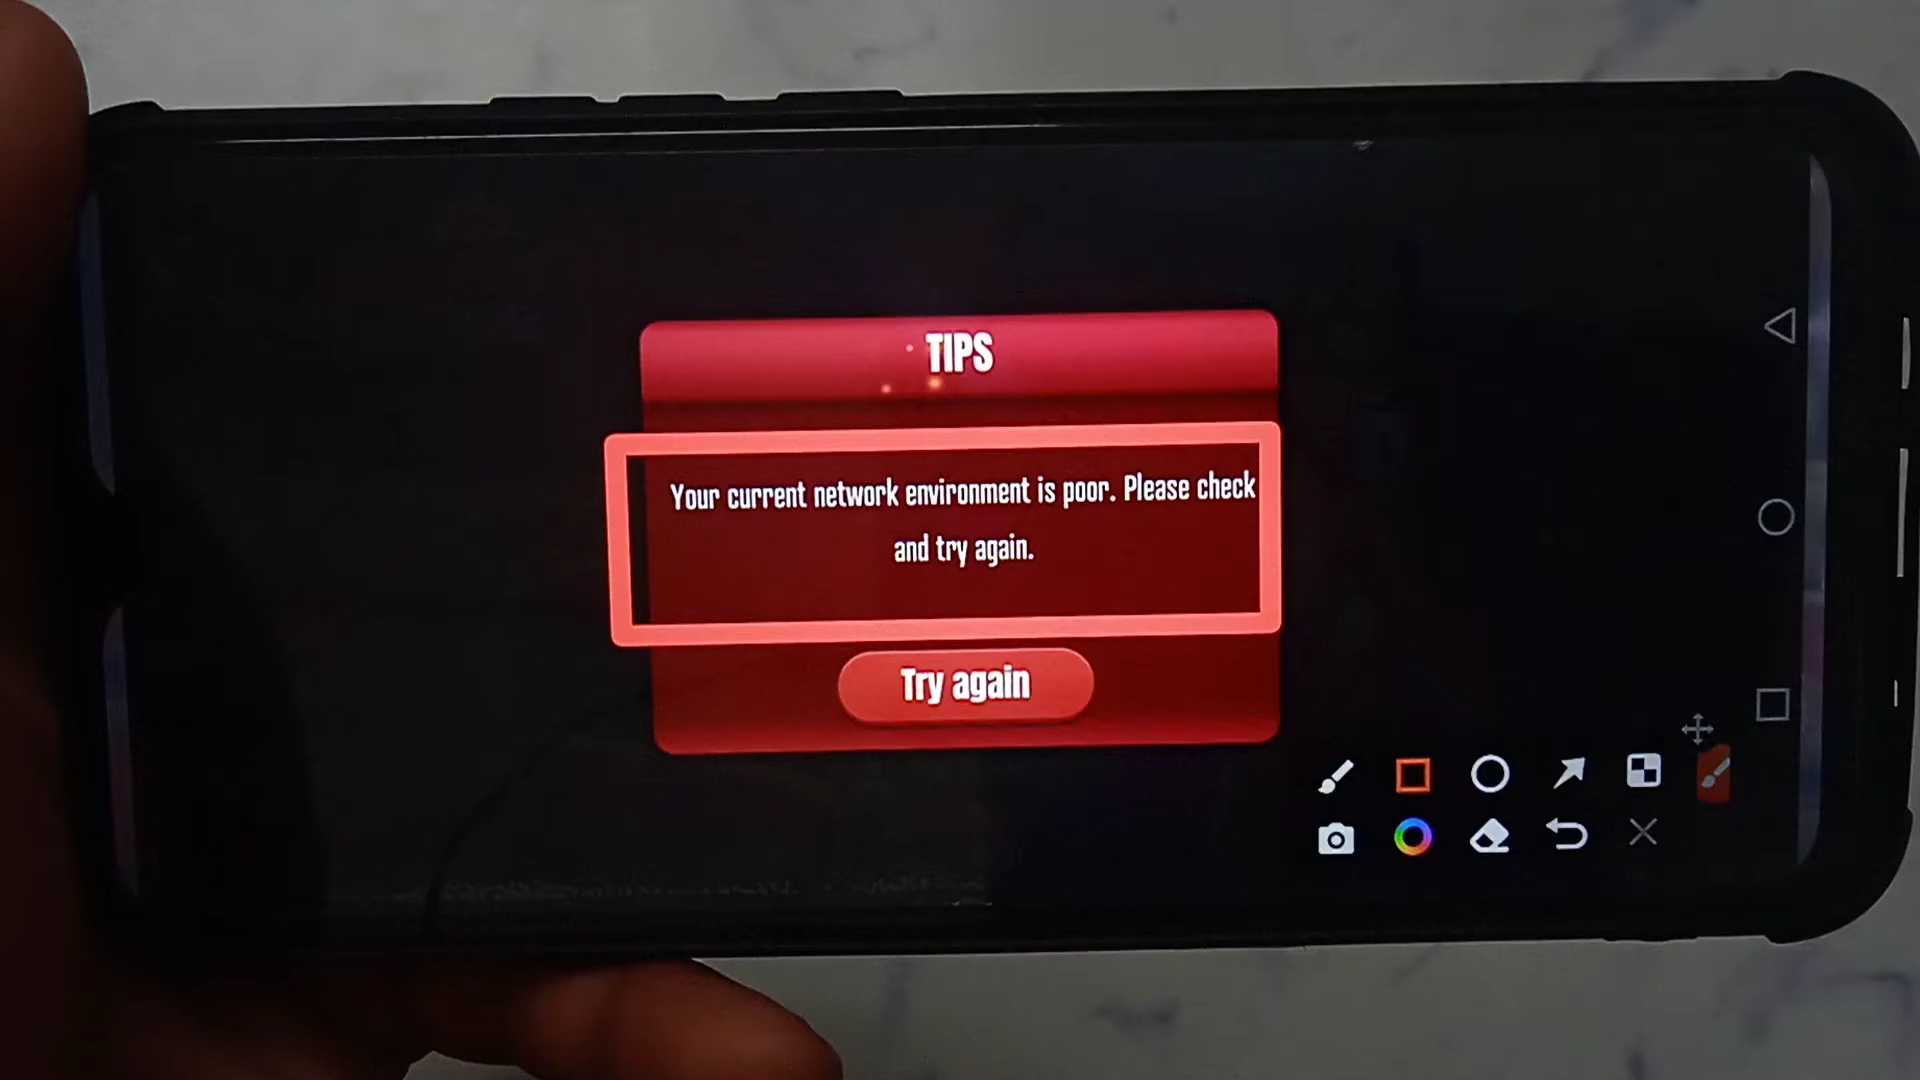 TIPS
Your current network environment is poor. Please check
and try again.
Try again